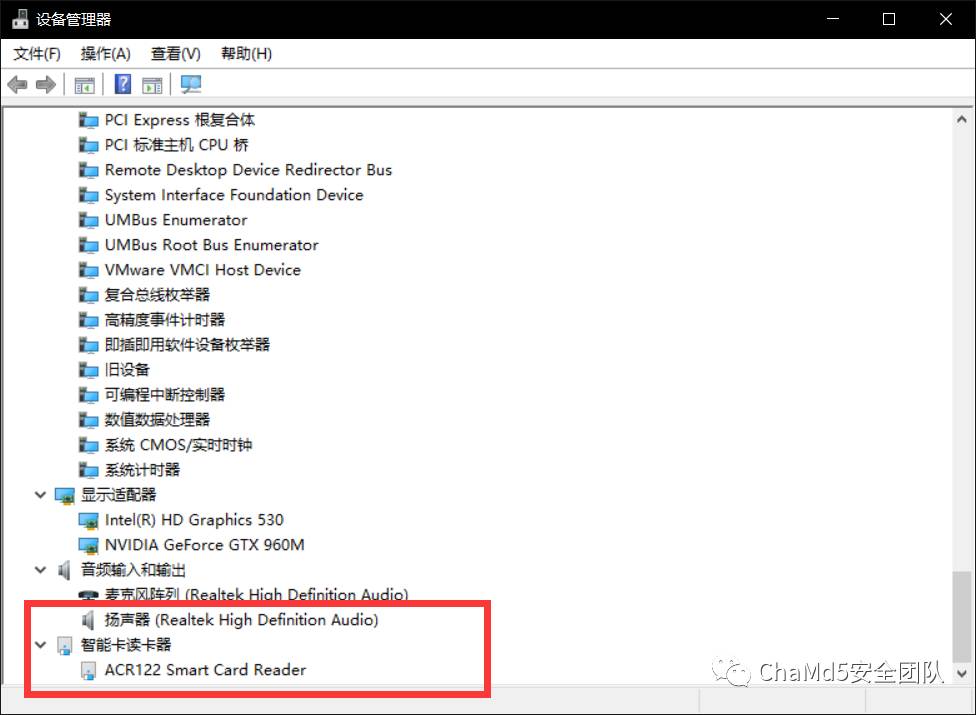 设备管理器
文件(F) 操作(A) 查看(V) 帮助(H)
PCI Express 根复合体
PCI 标准主机 CPU 桥
Remote Desktop Device Redirector Bus
System Interface Foundation Device
UMBus Enumerator
UMBus Root Bus Enumerator
VMware VMCI Host Device
复合总线枚举器
高精度事件计时器
即插即用软件设备枚举器
旧设备
可编程中断控制器
数值数据处理器
系统 CMOS/实时时钟
系统计时器
显示适配器
Intel(R) HD Graphics 530
NVIDIA GeForce GTX 960M
音频输入和输出
麦克风阵列 (Realtek High Definition Audio)
扬声器 (Realtek High Definition Audio)
智能卡读卡器
ACR122 Smart Card Reader
ChaMd5安全团队